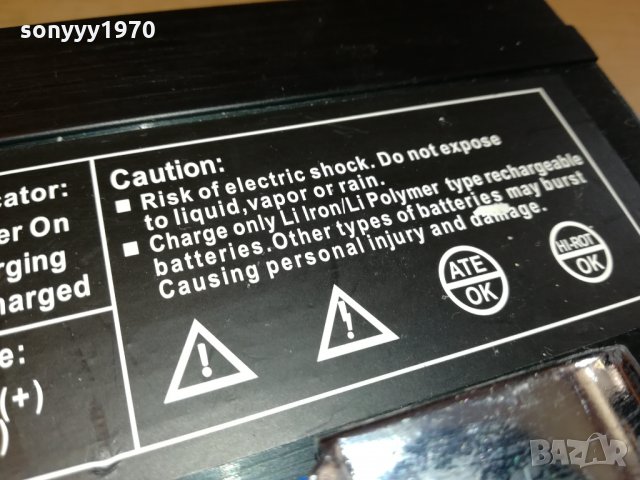 sonyyy1970
Caution:
■ Risk of electric shock. Do not expose
to liquid, vapor or rain.
■ Charge only Li Iron/Li Polymer type rechargeable
batteries. Other types of batteries may burst
Causing personal injury and damage.
ATE
OK
HI-ROT
OK
cator:
er On
rging
harged
e:
(+)
)
BAZAR